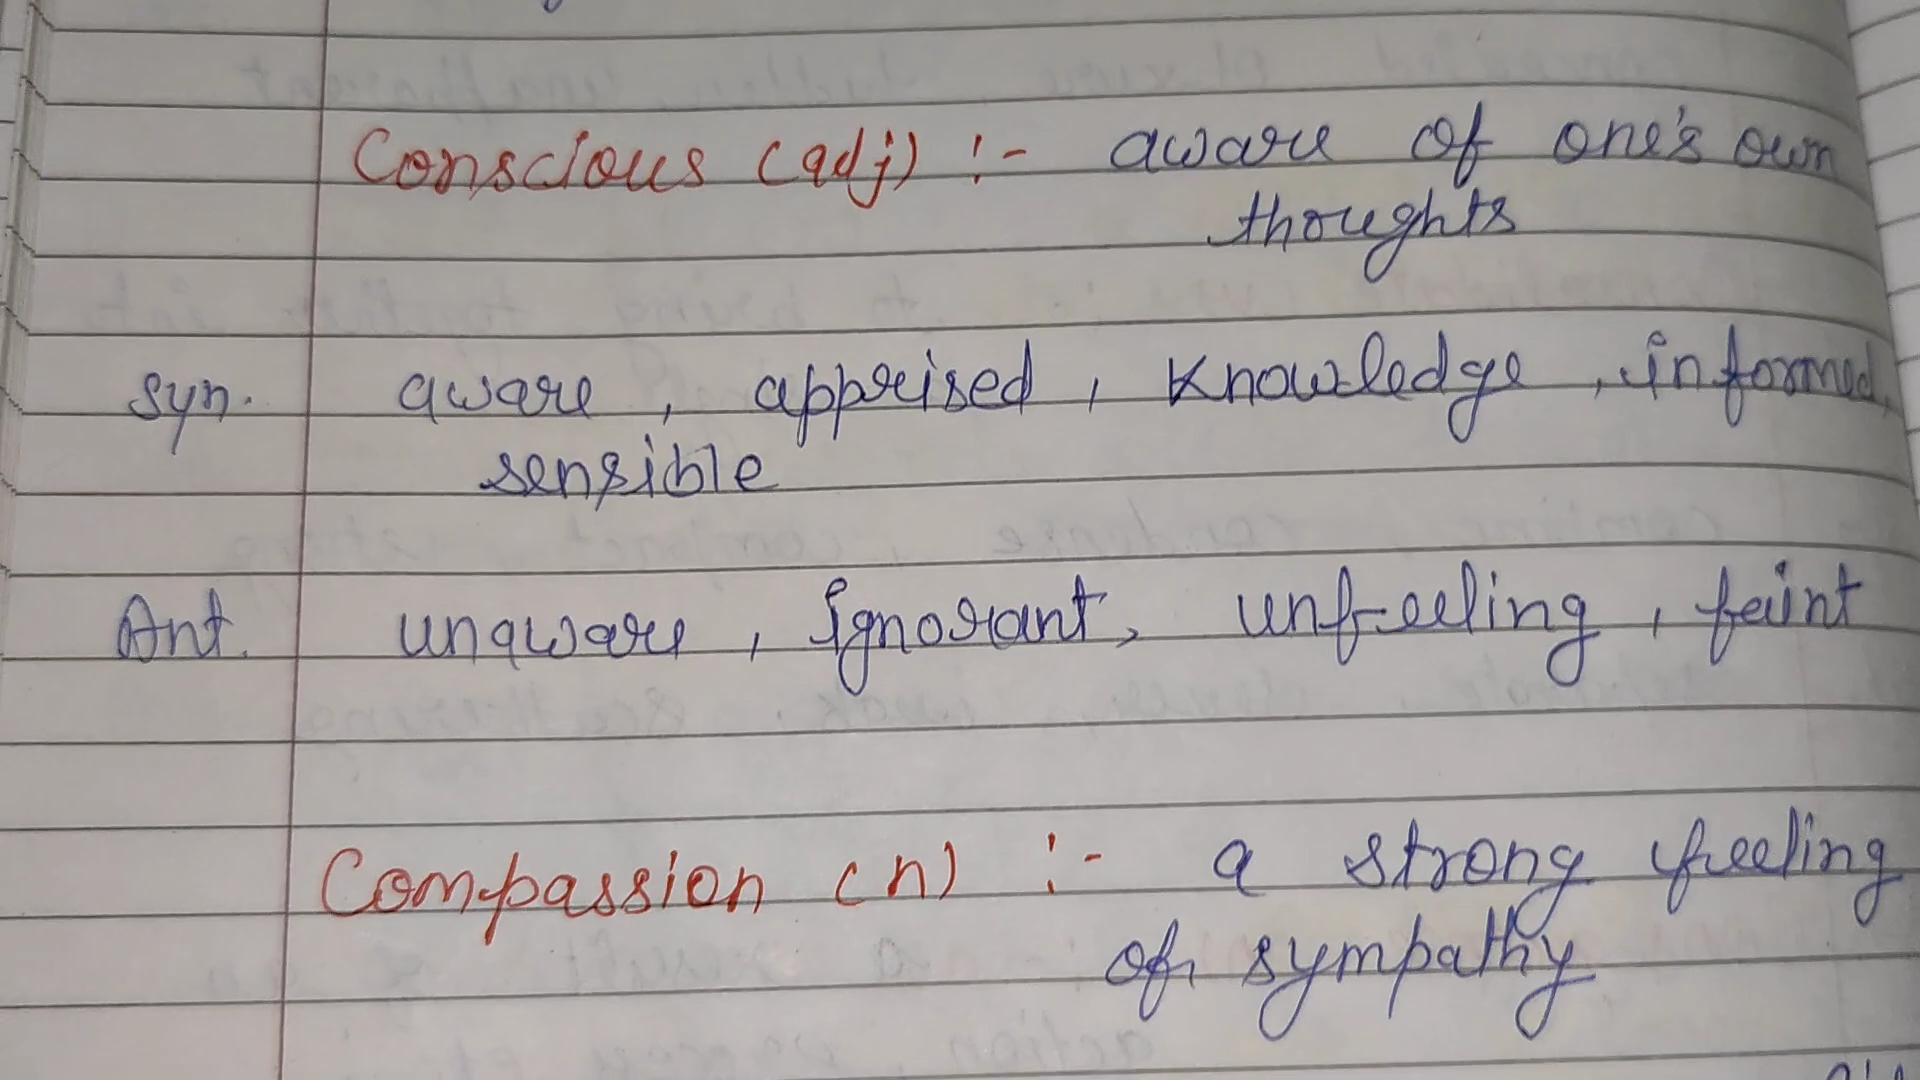 Conscious (adj) :- aware of one's own
thoughts
Syn. aware, apprised, Knowledge, informed,
sensible
Ant. unaware, ignorant, unfeeling, faint
Compassion (n) :- a strong feeling
of sympathy